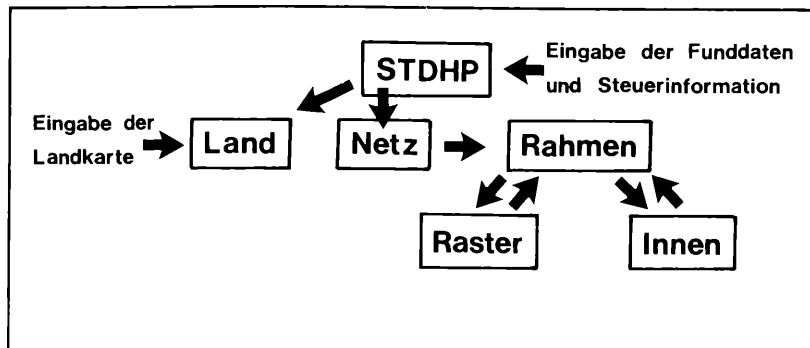 STDHP
Eingabe der Funddaten
und Steuerinformation
Eingabe der
Landkarte
Land
Netz
Rahmen
Raster
Innen